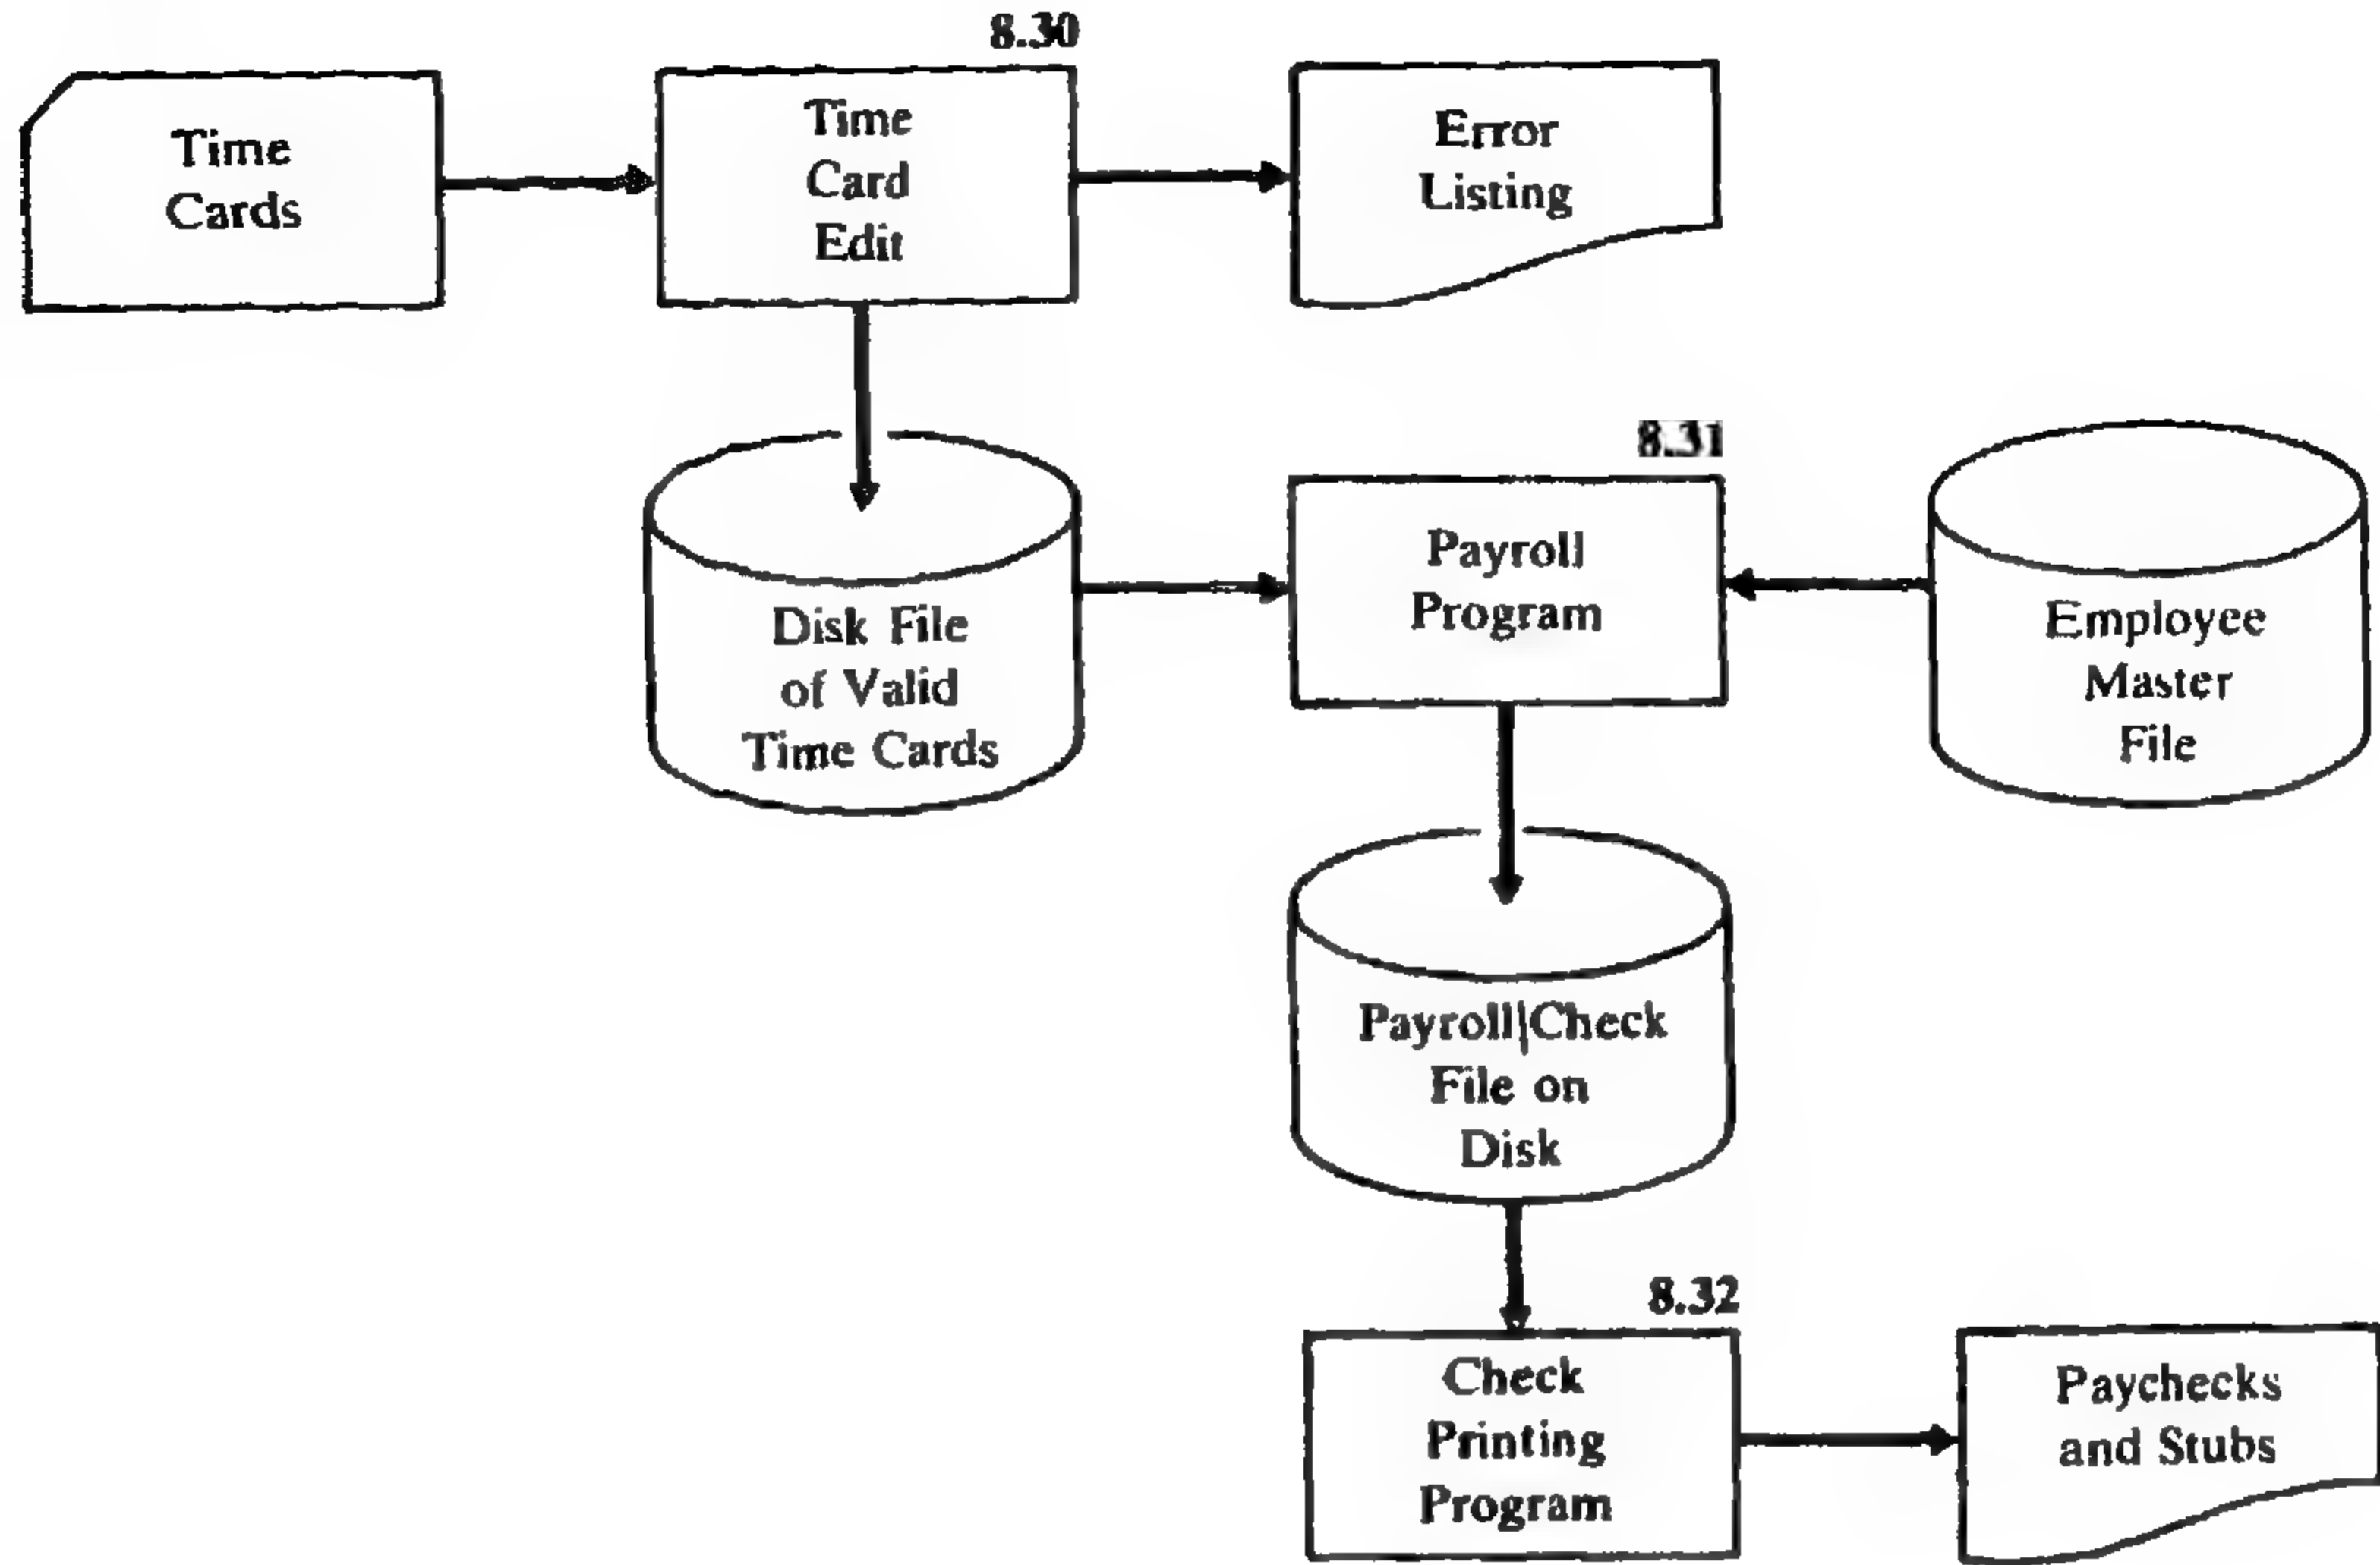 8.30
Time
Cards
Time
Card
Edit
Error
Listing
8.31
Disk File
of Valid
Time Cards
Payroll
Program
Employee
Master
File
Payroll|Check
File on
Disk
8.32
Check
Printing
Program
Paychecks
and Stubs